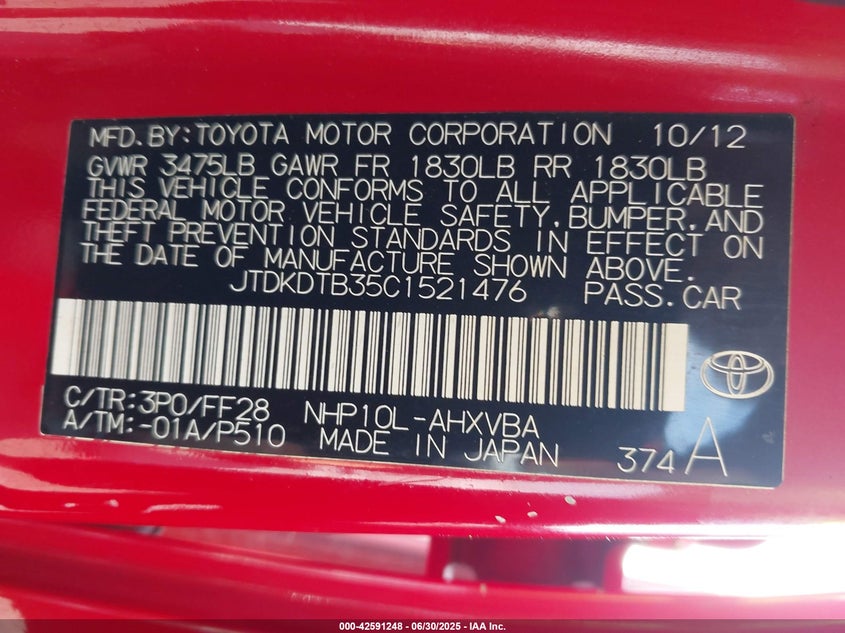 MFD.BY:TOYOTA MOTOR CORPORATION 10/12
GVWR 3475LB GAWR FR 1830LB RR 1830LB
THIS VEHICLE CONFORMS TO ALL APPLICABLE
FEDERAL MOTOR VEHICLE SAFETY,BUMPER,AND
THEFT PREVENTION STANDARDS IN EFFECT ON
THE DATE OF MANUFACTURE SHOWN ABOVE.
JTDKDTB35C1521476 PASS.CAR
C/TR:3P0/FF28 NHP10L-AHXVBA
A/TM:-01A/P510 MADE IN JAPAN 374A
000-42591248 - 06/30/2025 - IAA Inc.